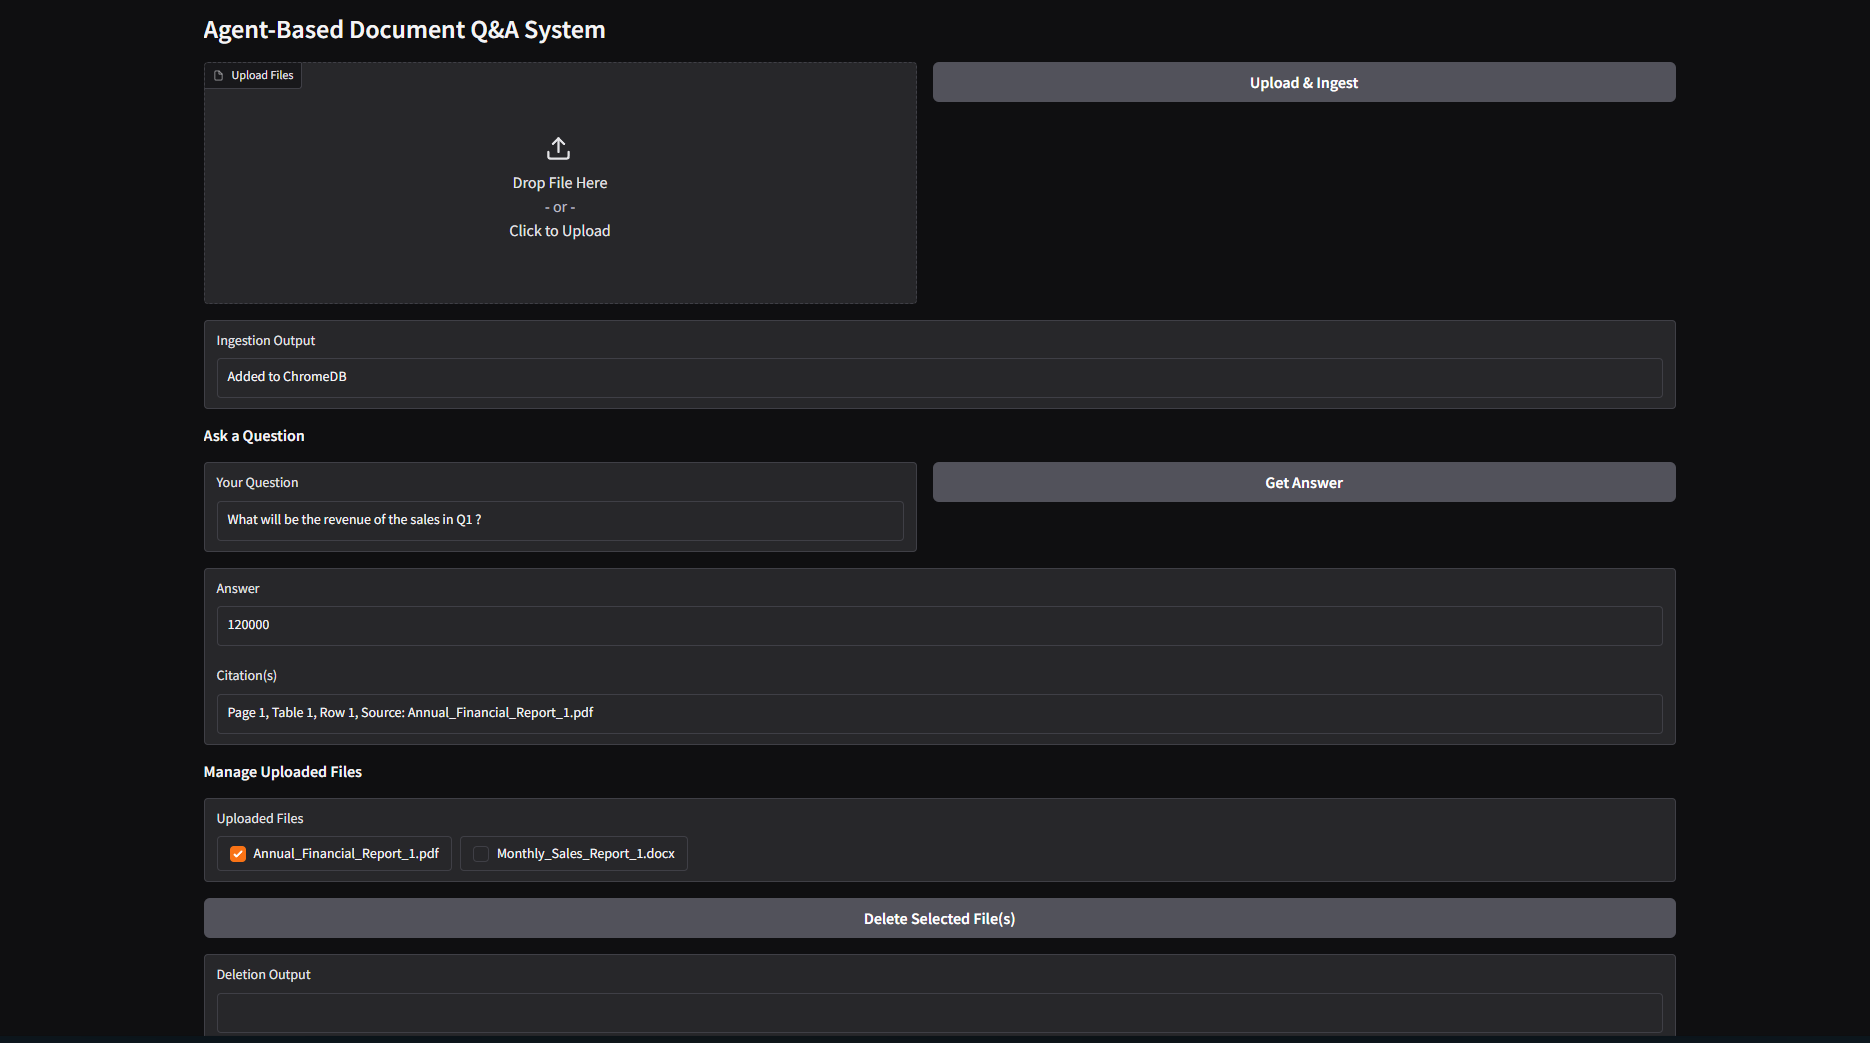 Agent-Based Document Q&A System
Upload Files
Upload & Ingest
Drop File Here
- or -
Click to Upload
Ingestion Output
Added to ChromeDB
Ask a Question
Your Question
Get Answer
What will be the revenue of the sales in Q1 ?
Answer
120000
Citation(s)
Page 1, Table 1, Row 1, Source: Annual_Financial_Report_1.pdf
Manage Uploaded Files
Uploaded Files
Annual_Financial_Report_1.pdf
Monthly_Sales_Report_1.docx
Delete Selected File(s)
Deletion Output